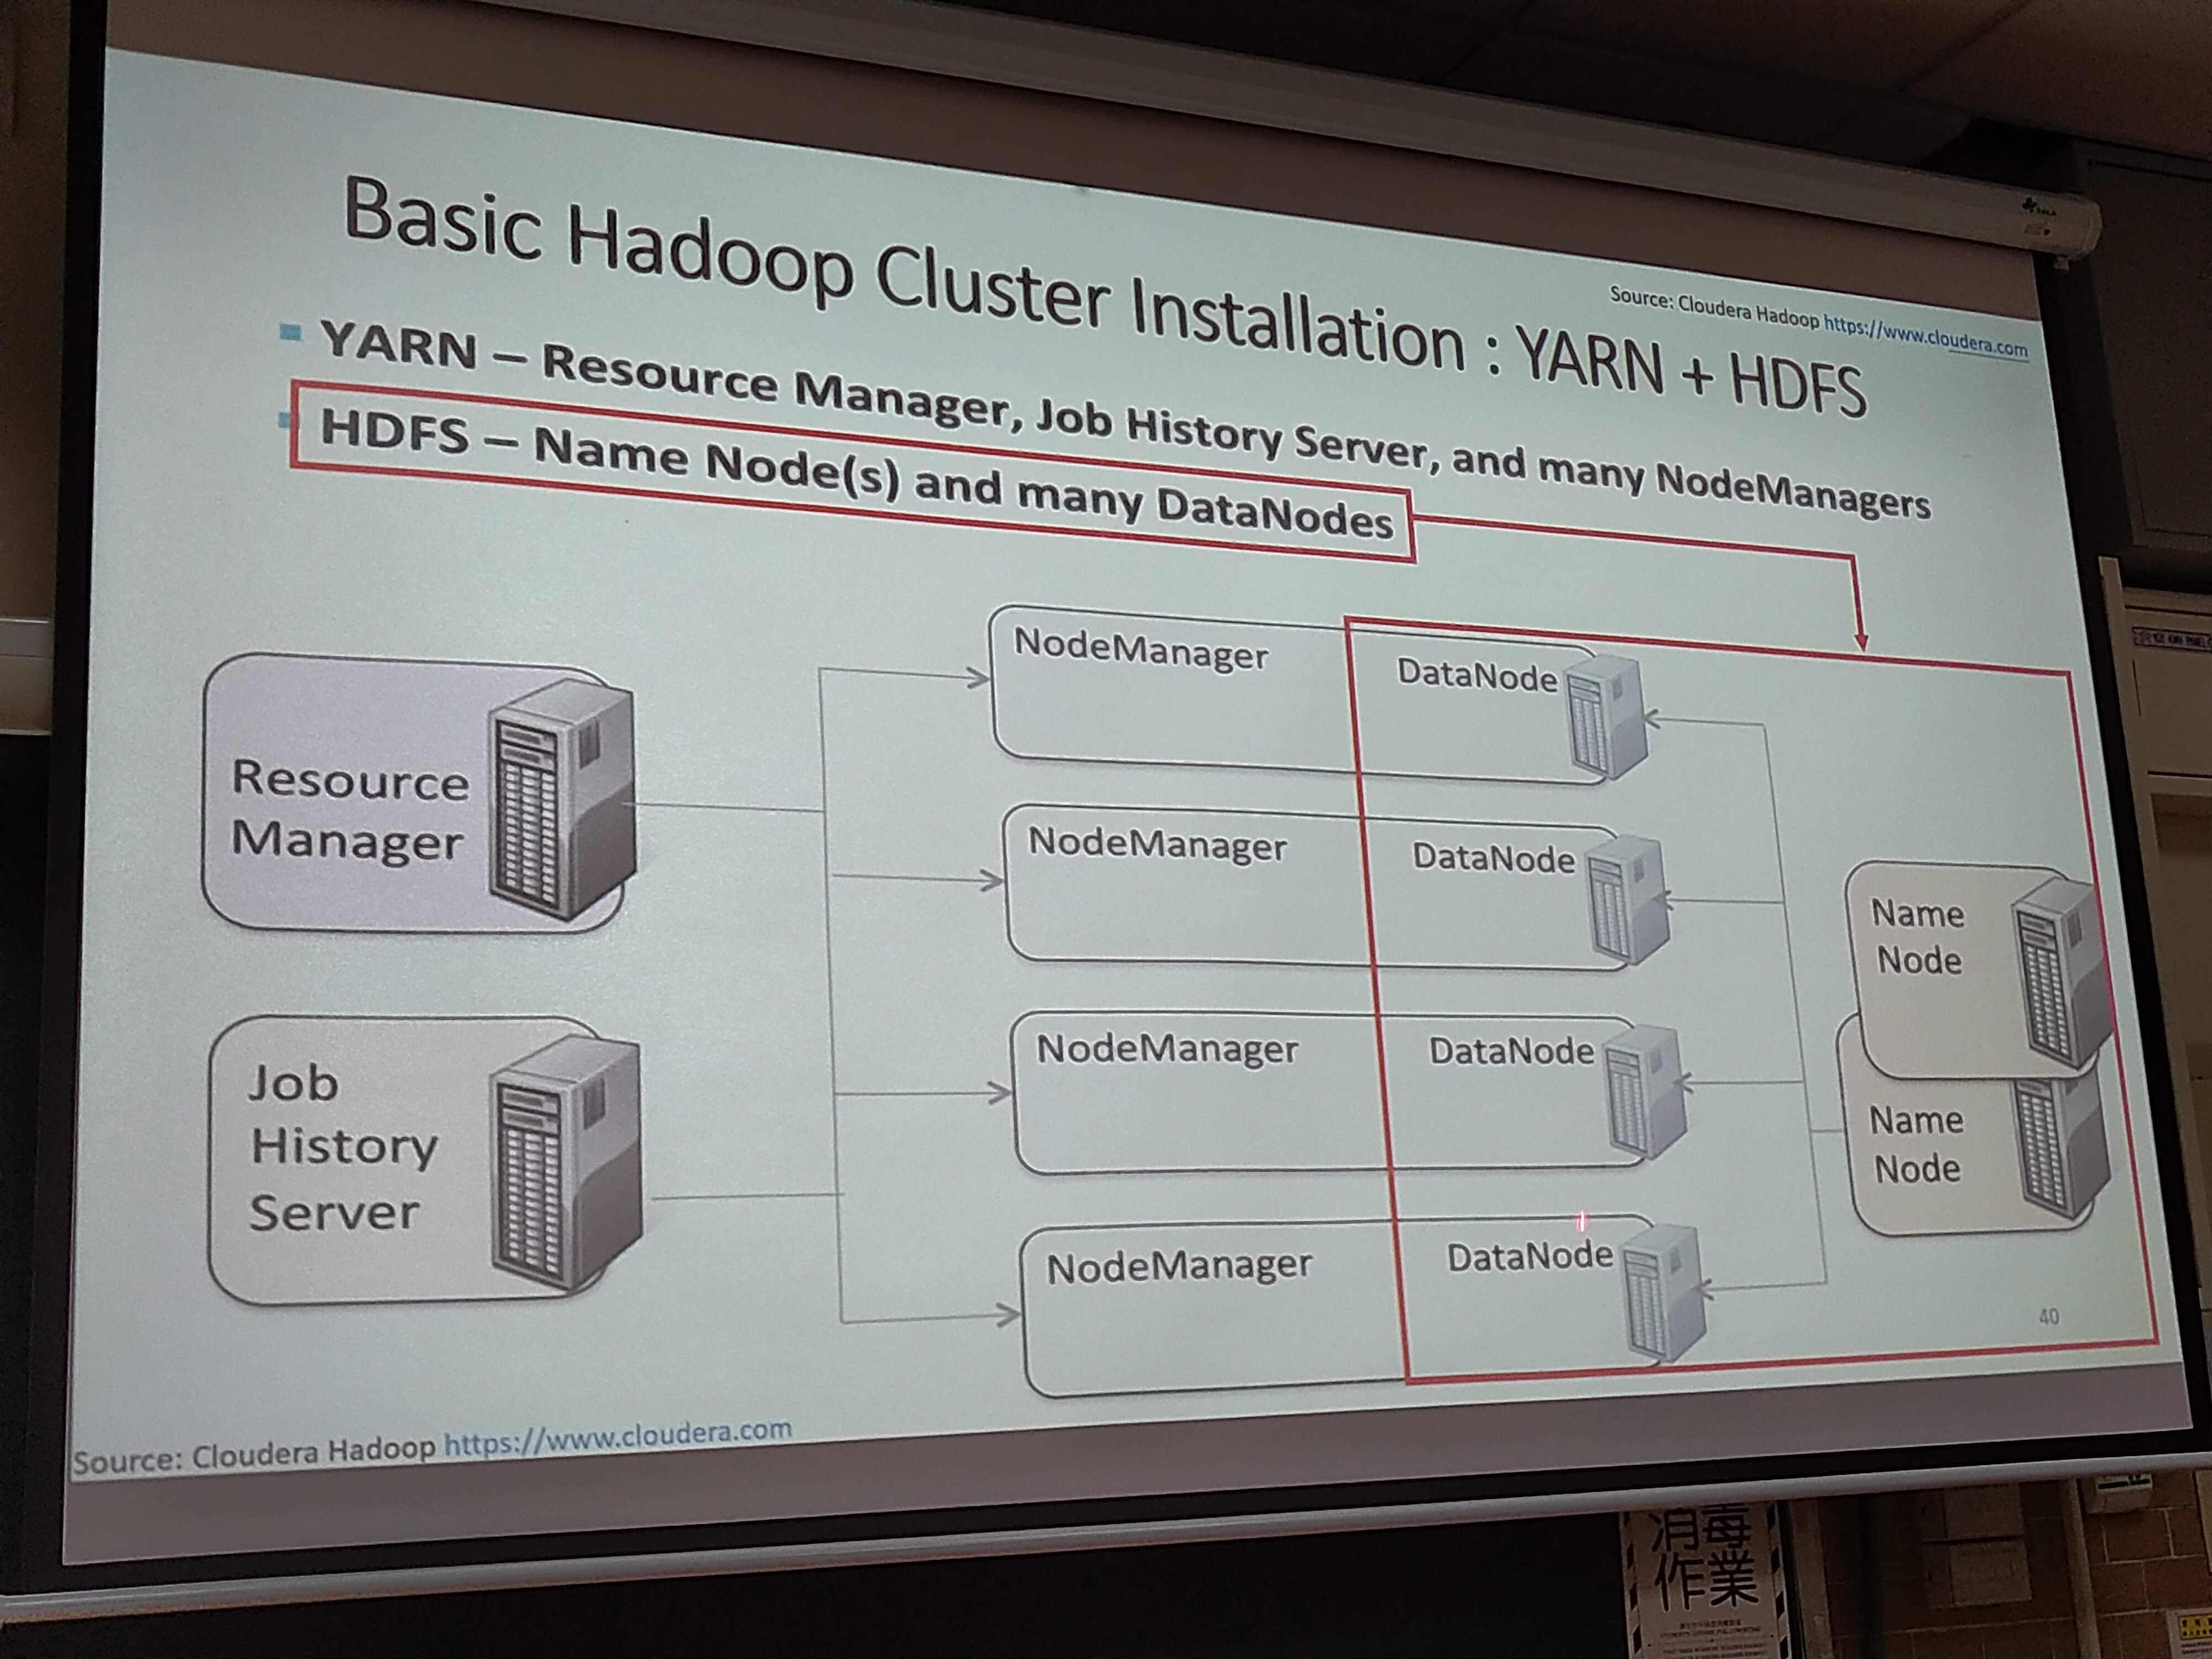 Basic Hadoop Cluster Installation : YARN + HDFS
Source: Cloudera Hadoop https://www.cloudera.com
YARN – Resource Manager, Job History Server, and many NodeManagers
HDFS – Name Node(s) and many DataNodes
Resource
Manager
Job
History
Server
NodeManager
DataNode
NodeManager
DataNode
NodeManager
DataNode
NodeManager
DataNode
Name
Node
Name
Node
40
Source: Cloudera Hadoop https://www.cloudera.com
消毒
作業